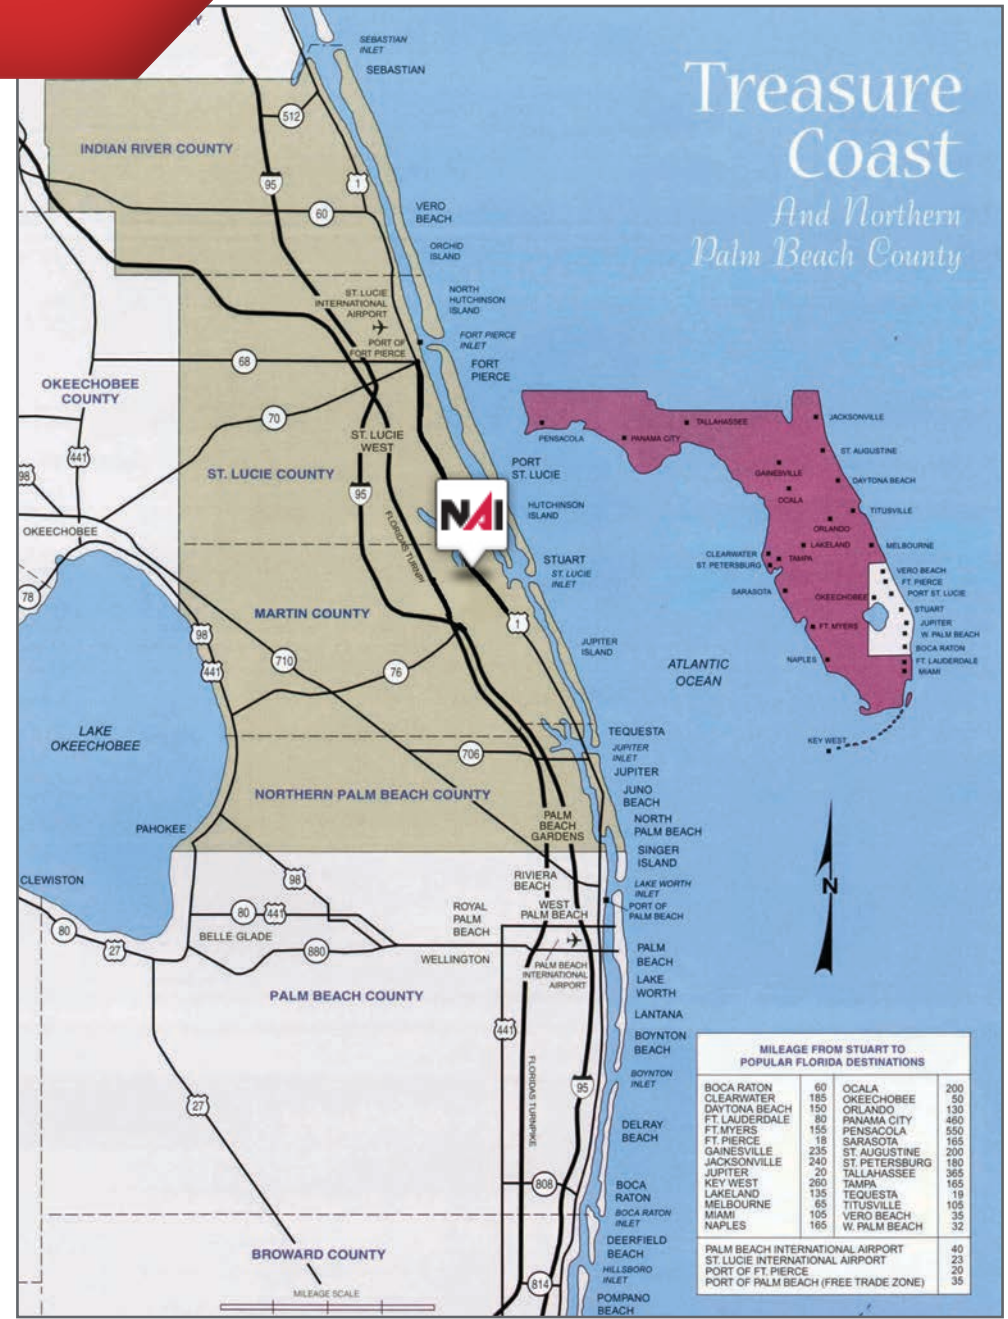 Treasure
Coast
And Northern
Palm Beach County
Y
SEBASTIAN
INLET
SEBASTIAN
512
INDIAN RIVER COUNTY
95
1
60
VERO
BEACH
ORCHID
ISLAND
ST. LUCIE
INTERNATIONAL
AIRPORT
NORTH
HUTCHINSON
ISLAND
PORT OF
FORT PIERCE
FORT PIERCE
INLET
68
FORT
PIERCE
OKEECHOBEE
COUNTY
70
441
98
ST. LUCIE
WEST
ST. LUCIE COUNTY
95
PORT
ST. LUCIE
NAI
HUTCHINSON
ISLAND
FLORIDAS TURNPI
OKEECHOBEE
STUART
ST. LUCIE
INLET
78
MARTIN COUNTY
1
98
441
710
76
JUPITER
ISLAND
LAKE
OKEECHOBEE
TEQUESTA
JUPITER
INLET
706
JUPITER
JUNO
BEACH
NORTHERN PALM BEACH COUNTY
PALM
BEACH
GARDENS
NORTH
PALM BEACH
PAHOKEE
SINGER
ISLAND
CLEWISTON
98
RIVIERA
BEACH
LAKE WORTH
INLET
PORT OF
PALM BEACH
WEST
PALM BEACH
ROYAL
PALM
BEACH
80
441
80
27
BELLE GLADE
880
WELLINGTON
PALM BEACH
INTERNATIONAL
AIRPORT
PALM
BEACH
LAKE
WORTH
PALM BEACH COUNTY
LANTANA
441
BOYNTON
BEACH
BOYNTON
INLET
FLORIDAS TURNPIKE
95
27
DELRAY
BEACH
808
BOCA
RATON
BOCA RATON
INLET
BROWARD COUNTY
DEERFIELD
BEACH
HILLSBORO
INLET
MILEAGE SCALE
814
POMPANO
BEACH
PENSACOLA
PANAMA CITY
TALLAHASSEE
JACKSONVILLE
ST. AUGUSTINE
GAINESVILLE
DAYTONA BEACH
OCALA
TITUSVILLE
ORLANDO
LAKELAND
MELBOURNE
CLEARWATER
TAMPA
ST. PETERSBURG
VERO BEACH
FT. PIERCE
PORT ST. LUCIE
SARASOTA
OKEECHOBEE
STUART
JUPITER
FT. MYERS
W. PALM BEACH
BOCA RATON
NAPLES
FT. LAUDERDALE
MIAMI
KEY WEST
ATLANTIC
OCEAN
N
MILEAGE FROM STUART TO
POPULAR FLORIDA DESTINATIONS
BOCA RATON 60 OCALA 200
CLEARWATER 185 OKEECHOBEE 50
DAYTONA BEACH 150 ORLANDO 130
FT. LAUDERDALE 80 PANAMA CITY 460
FT.MYERS 155 PENSACOLA 550
FT. PIERCE 18 SARASOTA 165
GAINESVILLE 235 ST. AUGUSTINE 200
JACKSONVILLE 240 ST. PETERSBURG 180
JUPITER 20 TALLAHASSEE 365
KEY WEST 260 TAMPA 165
LAKELAND 135 TEQUESTA 19
MELBOURNE 65 TITUSVILLE 105
MIAMI 105 VERO BEACH 35
NAPLES 165 W. PALM BEACH 32
PALM BEACH INTERNATIONAL AIRPORT 40
ST. LUCIE INTERNATIONAL AIRPORT 23
PORT OF FT. PIERCE 20
PORT OF PALM BEACH (FREE TRADE ZONE) 35